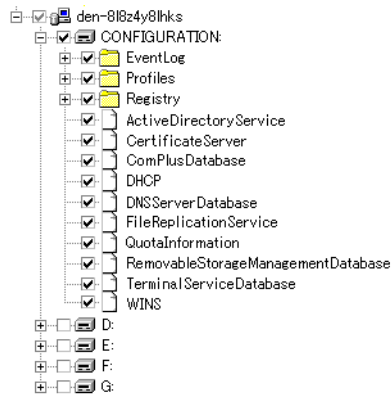 den-8l8z4y8lhks
CONFIGURATION:
EventLog
Profiles
Registry
ActiveDirectoryService
CertificateServer
ComPlusDatabase
DHCP
DNSServerDatabase
FileReplicationService
QuotaInformation
RemovableStorageManagementDatabase
TerminalServiceDatabase
WINS
D:
E:
F:
G: